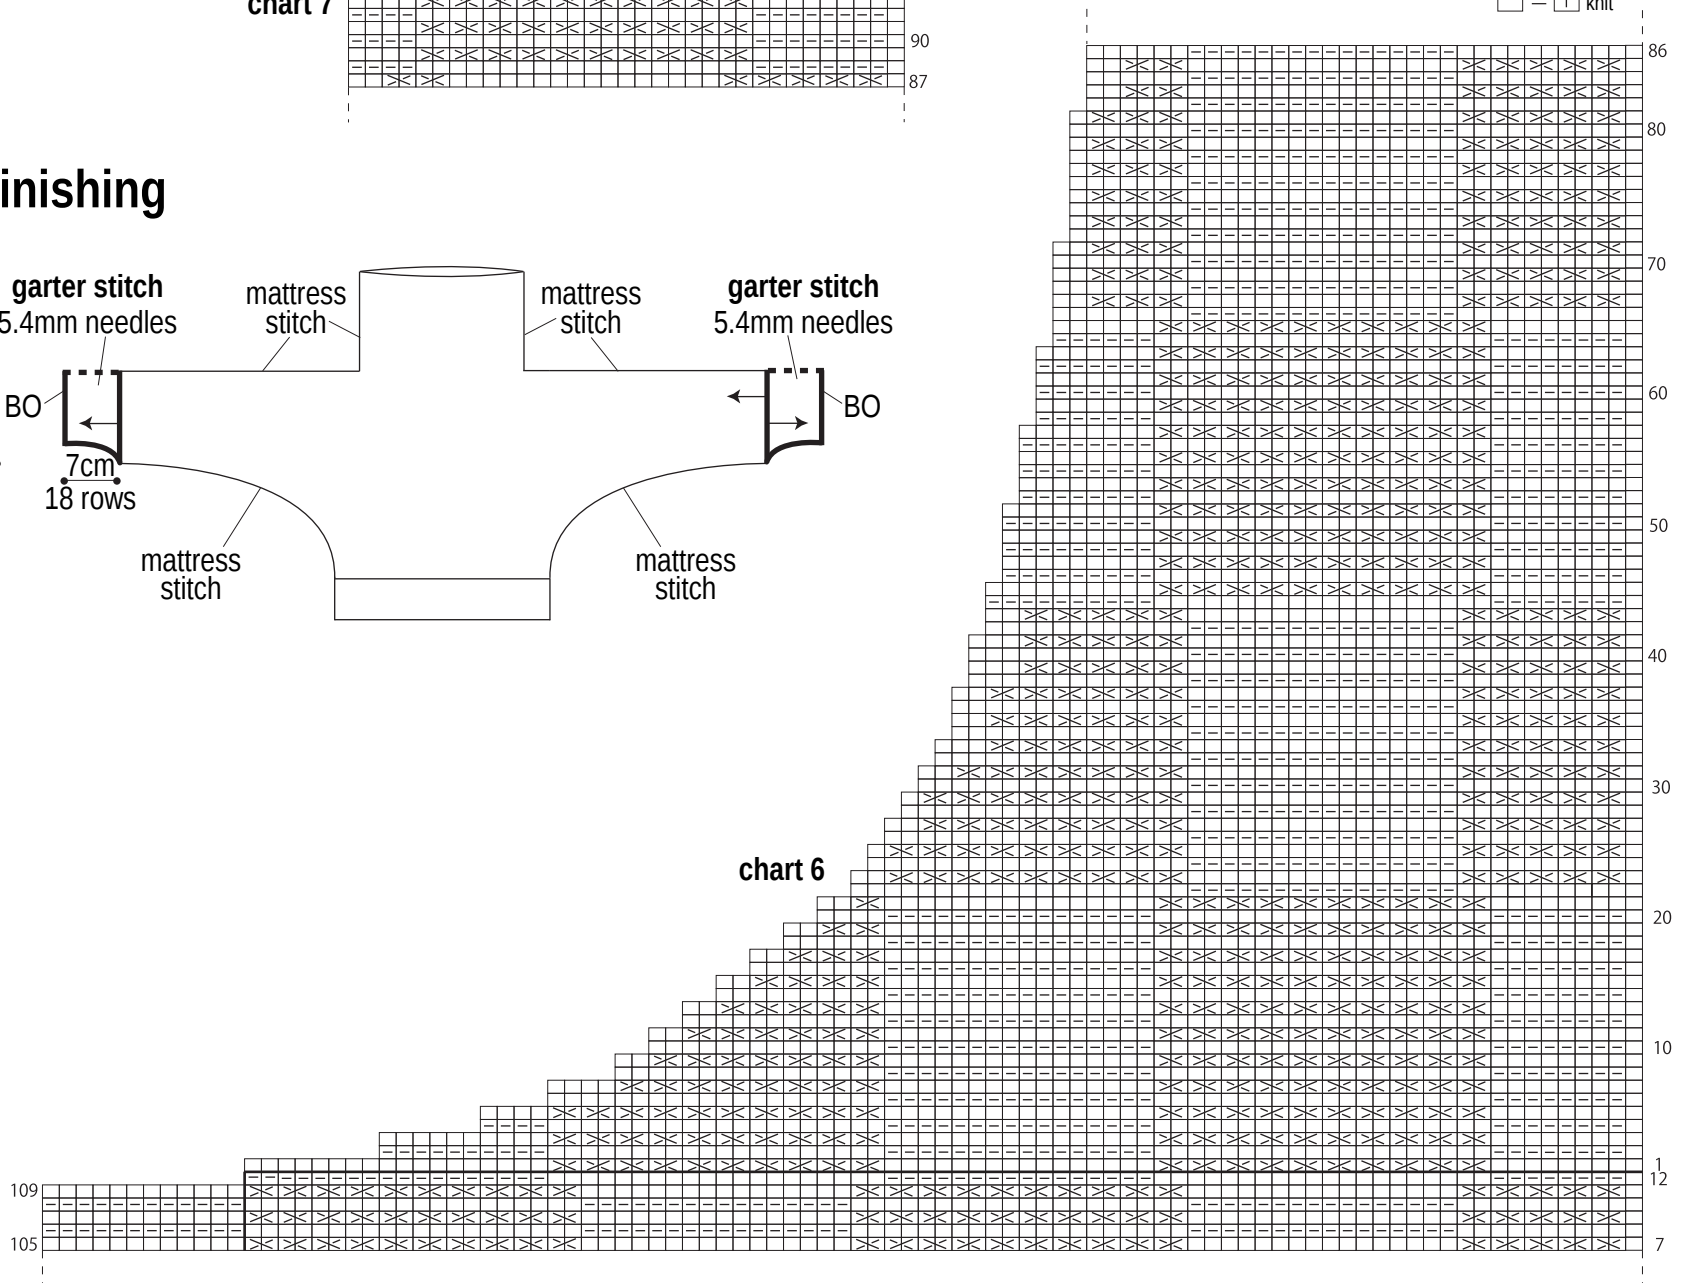 chart 7
90
87
— knit
inishing
garter stitch
5.4mm needles
mattress
stitch
mattress
stitch
garter stitch
5.4mm needles
BO
BO
7cm
18 rows
mattress
stitch
mattress
stitch
chart 6
86
80
70
60
50
40
30
20
10
1
12
7
109
105